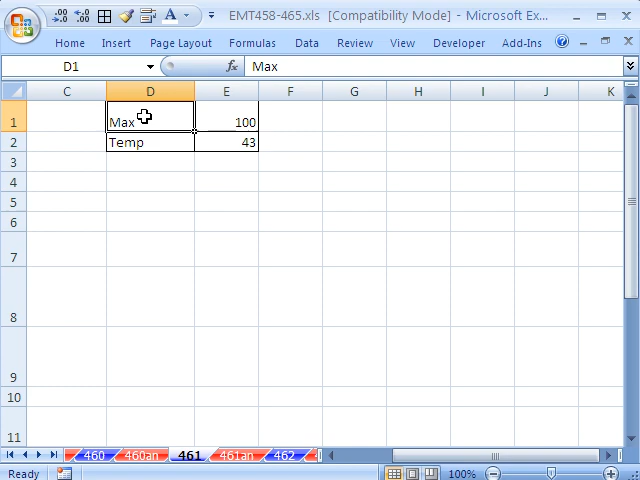 EMT458-465.xls [Compatibility Mode] - Microsoft Ex...
Home Insert Page Layout Formulas Data Review View Developer Add-Ins
D1 fx Max
C D E F G H I J K
1 Max 100
2 Temp 43
3
4
5
6
7
8
9
10
11
460 460an 461 461an 462
Ready 100%